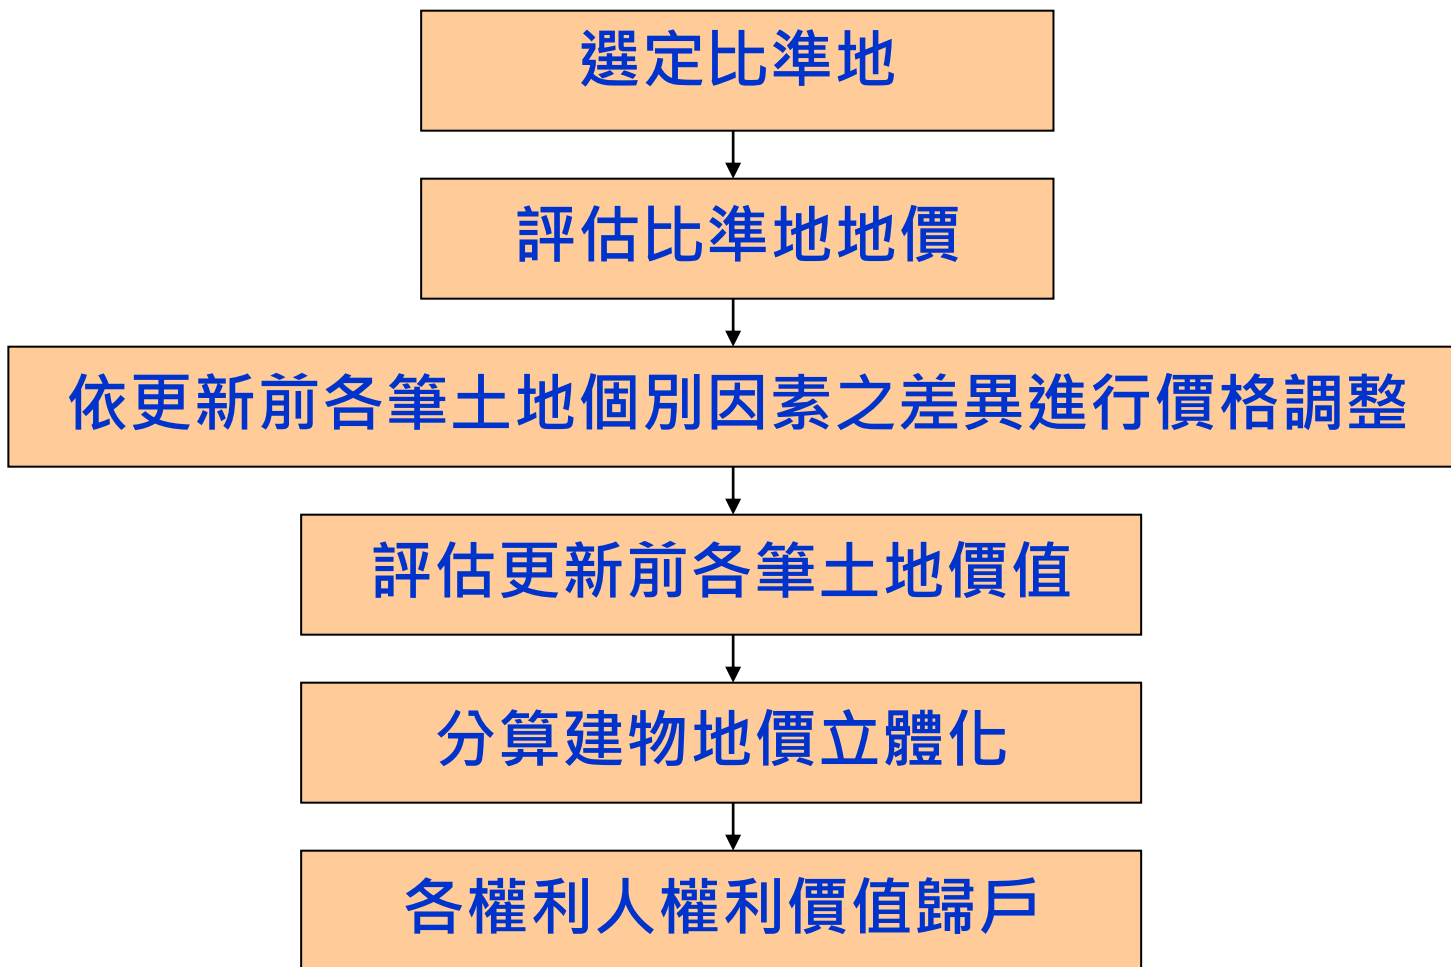 選定比準地
評估比準地地價
依更新前各筆土地個別因素之差異進行價格調整
評估更新前各筆土地價值
分算建物地價立體化
各權利人權利價值歸戶